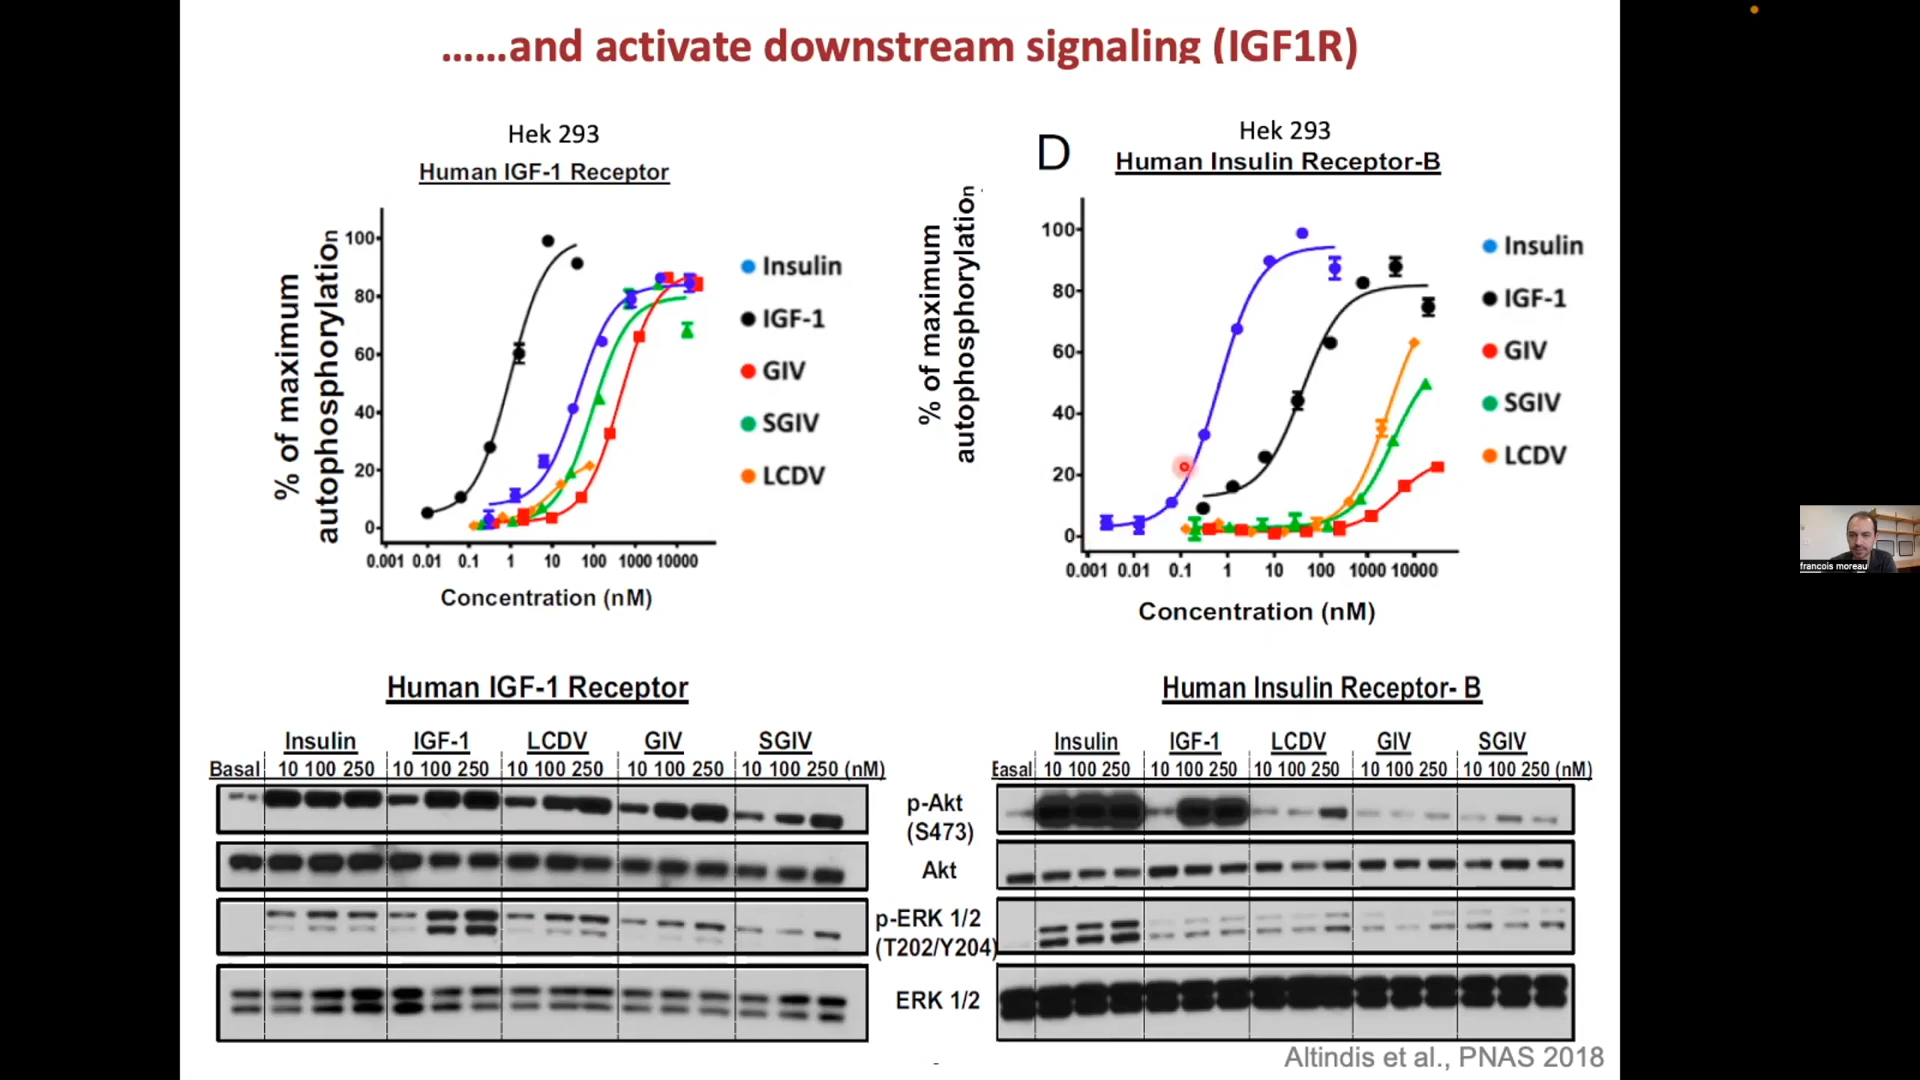 ......and activate downstream signaling (IGF1R)
Hek 293
Human IGF-1 Receptor
% of maximum
autophosphorylation
100
80
60
40
20
0
0.001 0.01 0.1 1 10 100 1000 10000
Concentration (nM)
Insulin
IGF-1
GIV
SGIV
LCDV
D
Hek 293
Human Insulin Receptor-B
% of maximum
autophosphorylation
100
80
60
40
20
0
0.001 0.01 0.1 1 10 100 1000 10000
Concentration (nM)
Insulin
IGF-1
GIV
SGIV
LCDV
francois moreau
Human IGF-1 Receptor
Insulin IGF-1 LCDV GIV SGIV
Basal 10 100 250 10 100 250 10 100 250 10 100 250 10 100 250 (nM)
p-Akt
(S473)
Akt
p-ERK 1/2
(T202/Y204)
ERK 1/2
Human Insulin Receptor- B
Insulin IGF-1 LCDV GIV SGIV
Easal 10 100 250 10 100 250 10 100 250 10 100 250 10 100 250 (nM)
Altindis et al., PNAS 2018